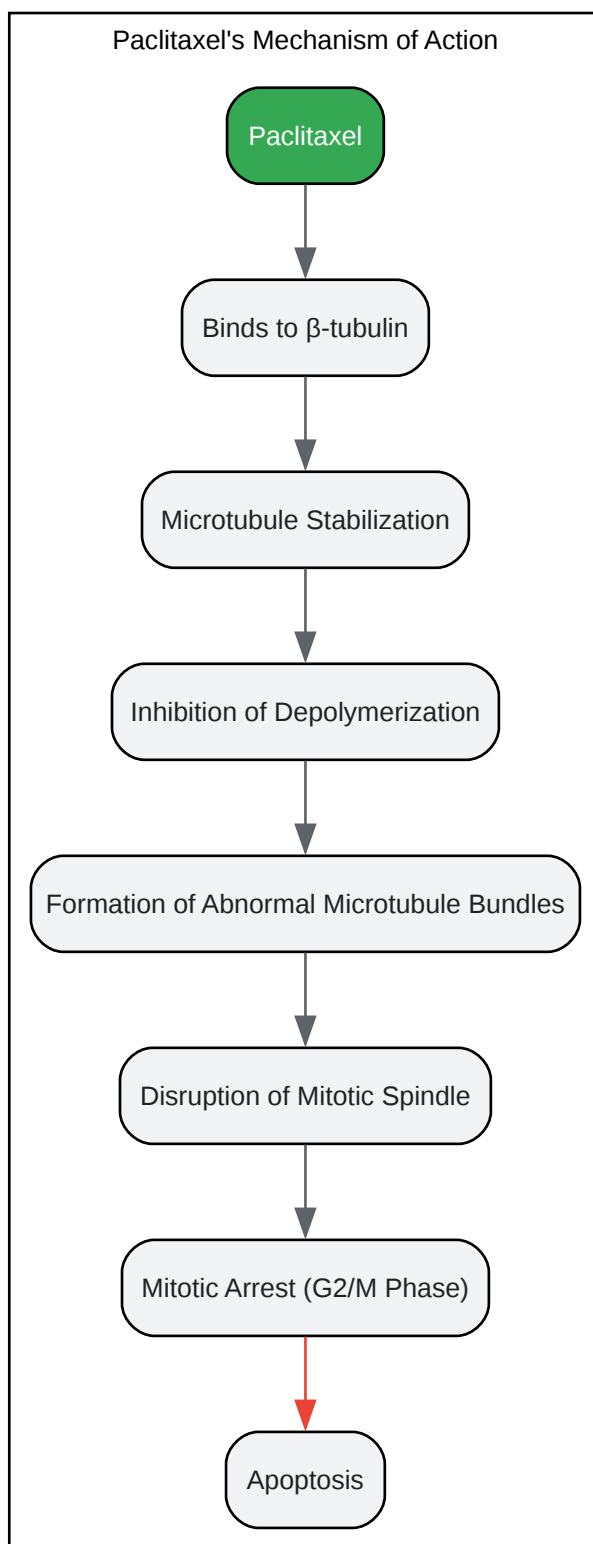 Paclitaxel's Mechanism of Action
Paclitaxel
Binds to β-tubulin
Microtubule Stabilization
Inhibition of Depolymerization
Formation of Abnormal Microtubule Bundles
Disruption of Mitotic Spindle
Mitotic Arrest (G2/M Phase)
Apoptosis